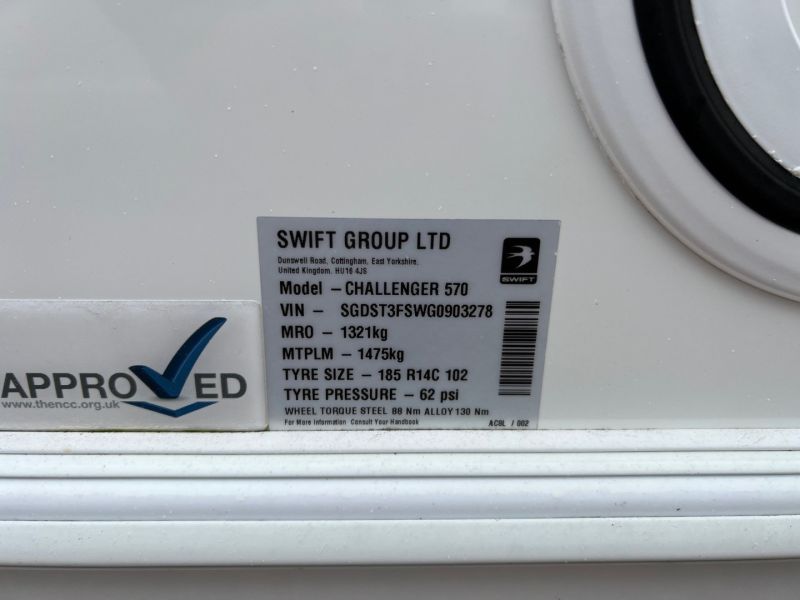 SWIFT GROUP LTD
Dunswell Road, Cottingham, East Yorkshire,
United Kingdom. HU16 4JS
SWIFT
Model - CHALLENGER 570
VIN - SGDST3FSWG0903278
MRO - 1321kg
MTPLM - 1475kg
TYRE SIZE - 185 R14C 102
TYRE PRESSURE - 62 psi
WHEEL TORQUE STEEL 88 Nm ALLOY 130 Nm
For More Information Consult Your Handbook
AC8L / 002
APPROVED
www.thencc.org.uk